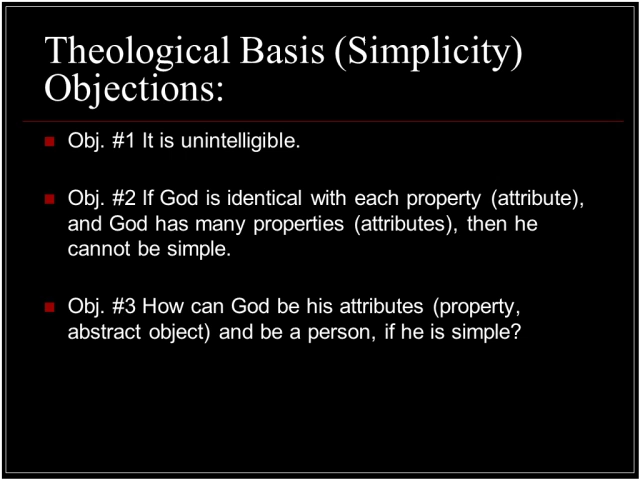 Theological Basis (Simplicity)
Objections:
Obj. #1 It is unintelligible.
Obj. #2 If God is identical with each property (attribute),
and God has many properties (attributes), then he
cannot be simple.
Obj. #3 How can God be his attributes (property,
abstract object) and be a person, if he is simple?